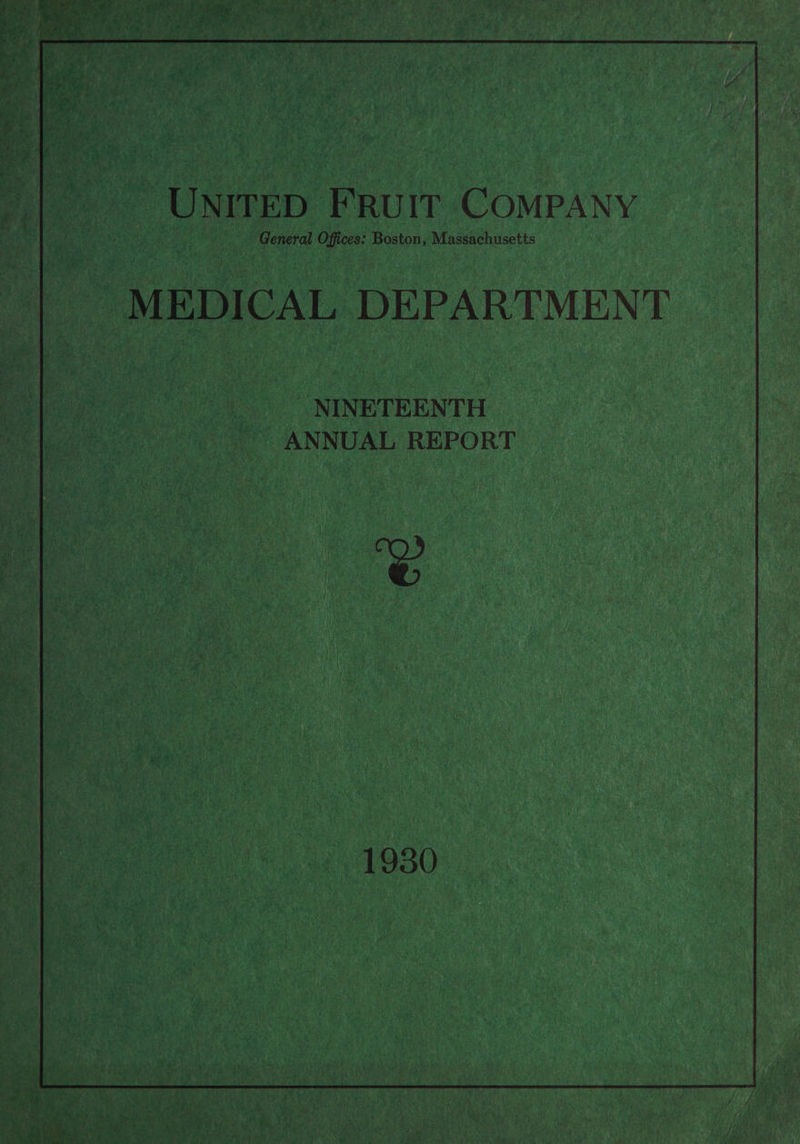 UNITED FRUIT COMPANY
General Offices: Boston, Massachusetts
MEDICAL DEPARTMENT
NINETEENTH
ANNUAL REPORT
1930